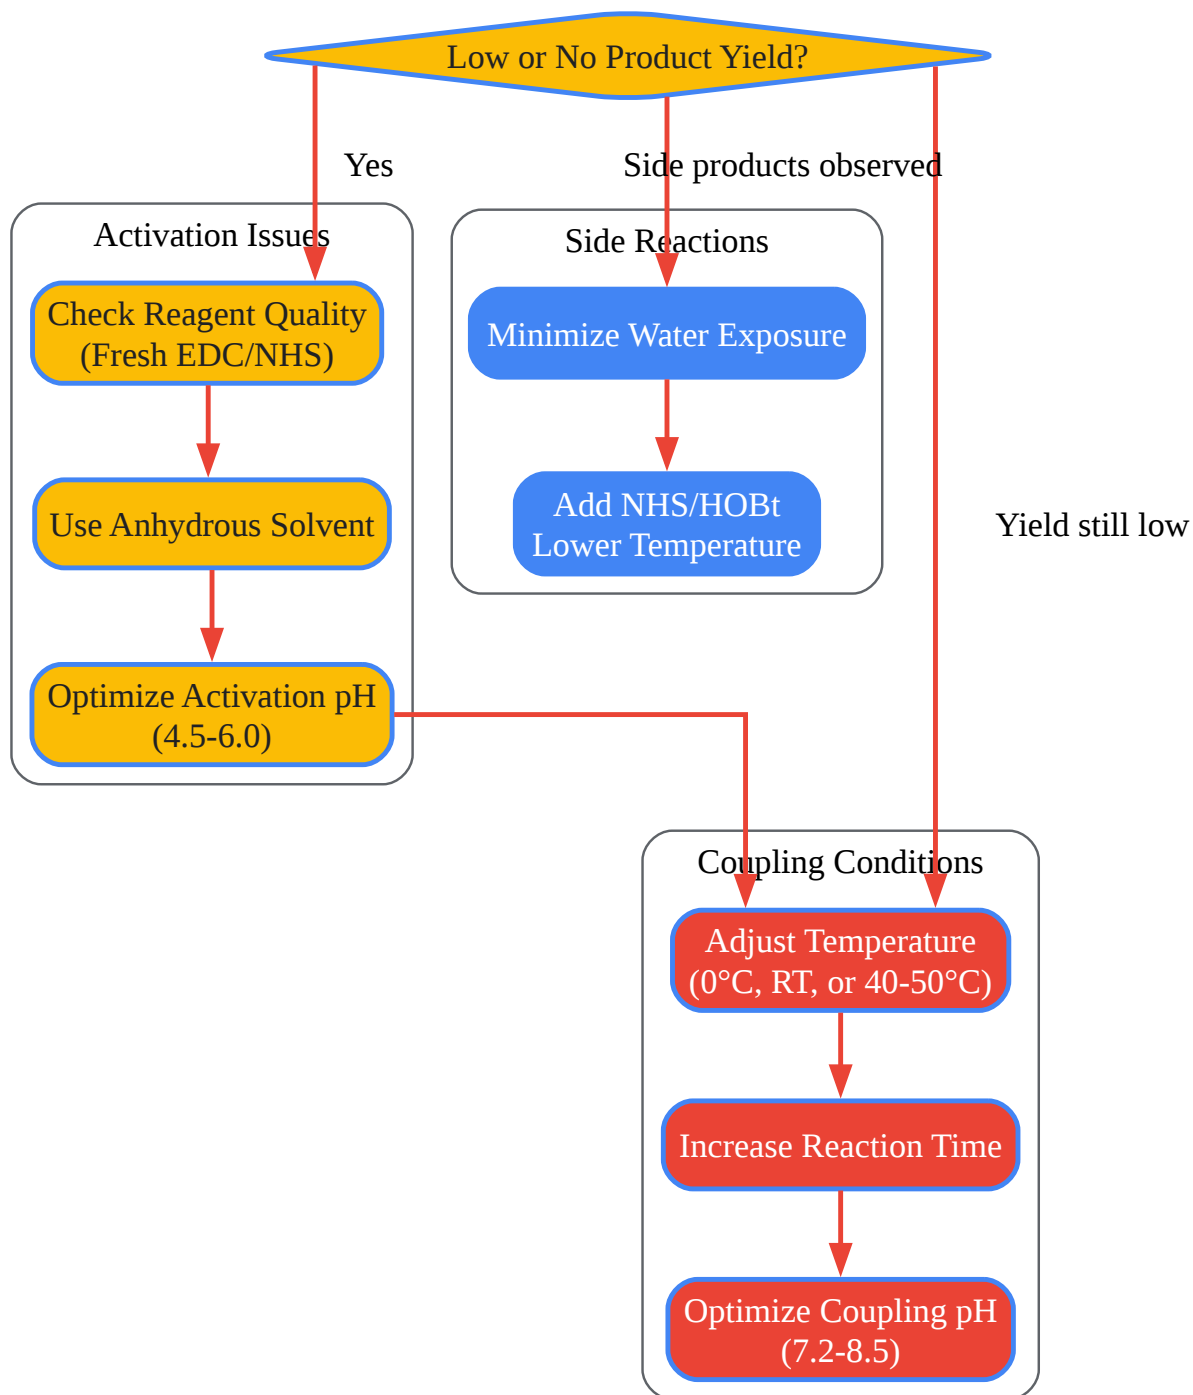 Low or No Product Yield?
Yes
Side products observed
Activation Issues
Check Reagent Quality
(Fresh EDC/NHS)
Use Anhydrous Solvent
Optimize Activation pH
(4.5-6.0)
Side Reactions
Minimize Water Exposure
Add NHS/HOBt
Lower Temperature
Yield still low
Coupling Conditions
Adjust Temperature
(0°C, RT, or 40-50°C)
Increase Reaction Time
Optimize Coupling pH
(7.2-8.5)